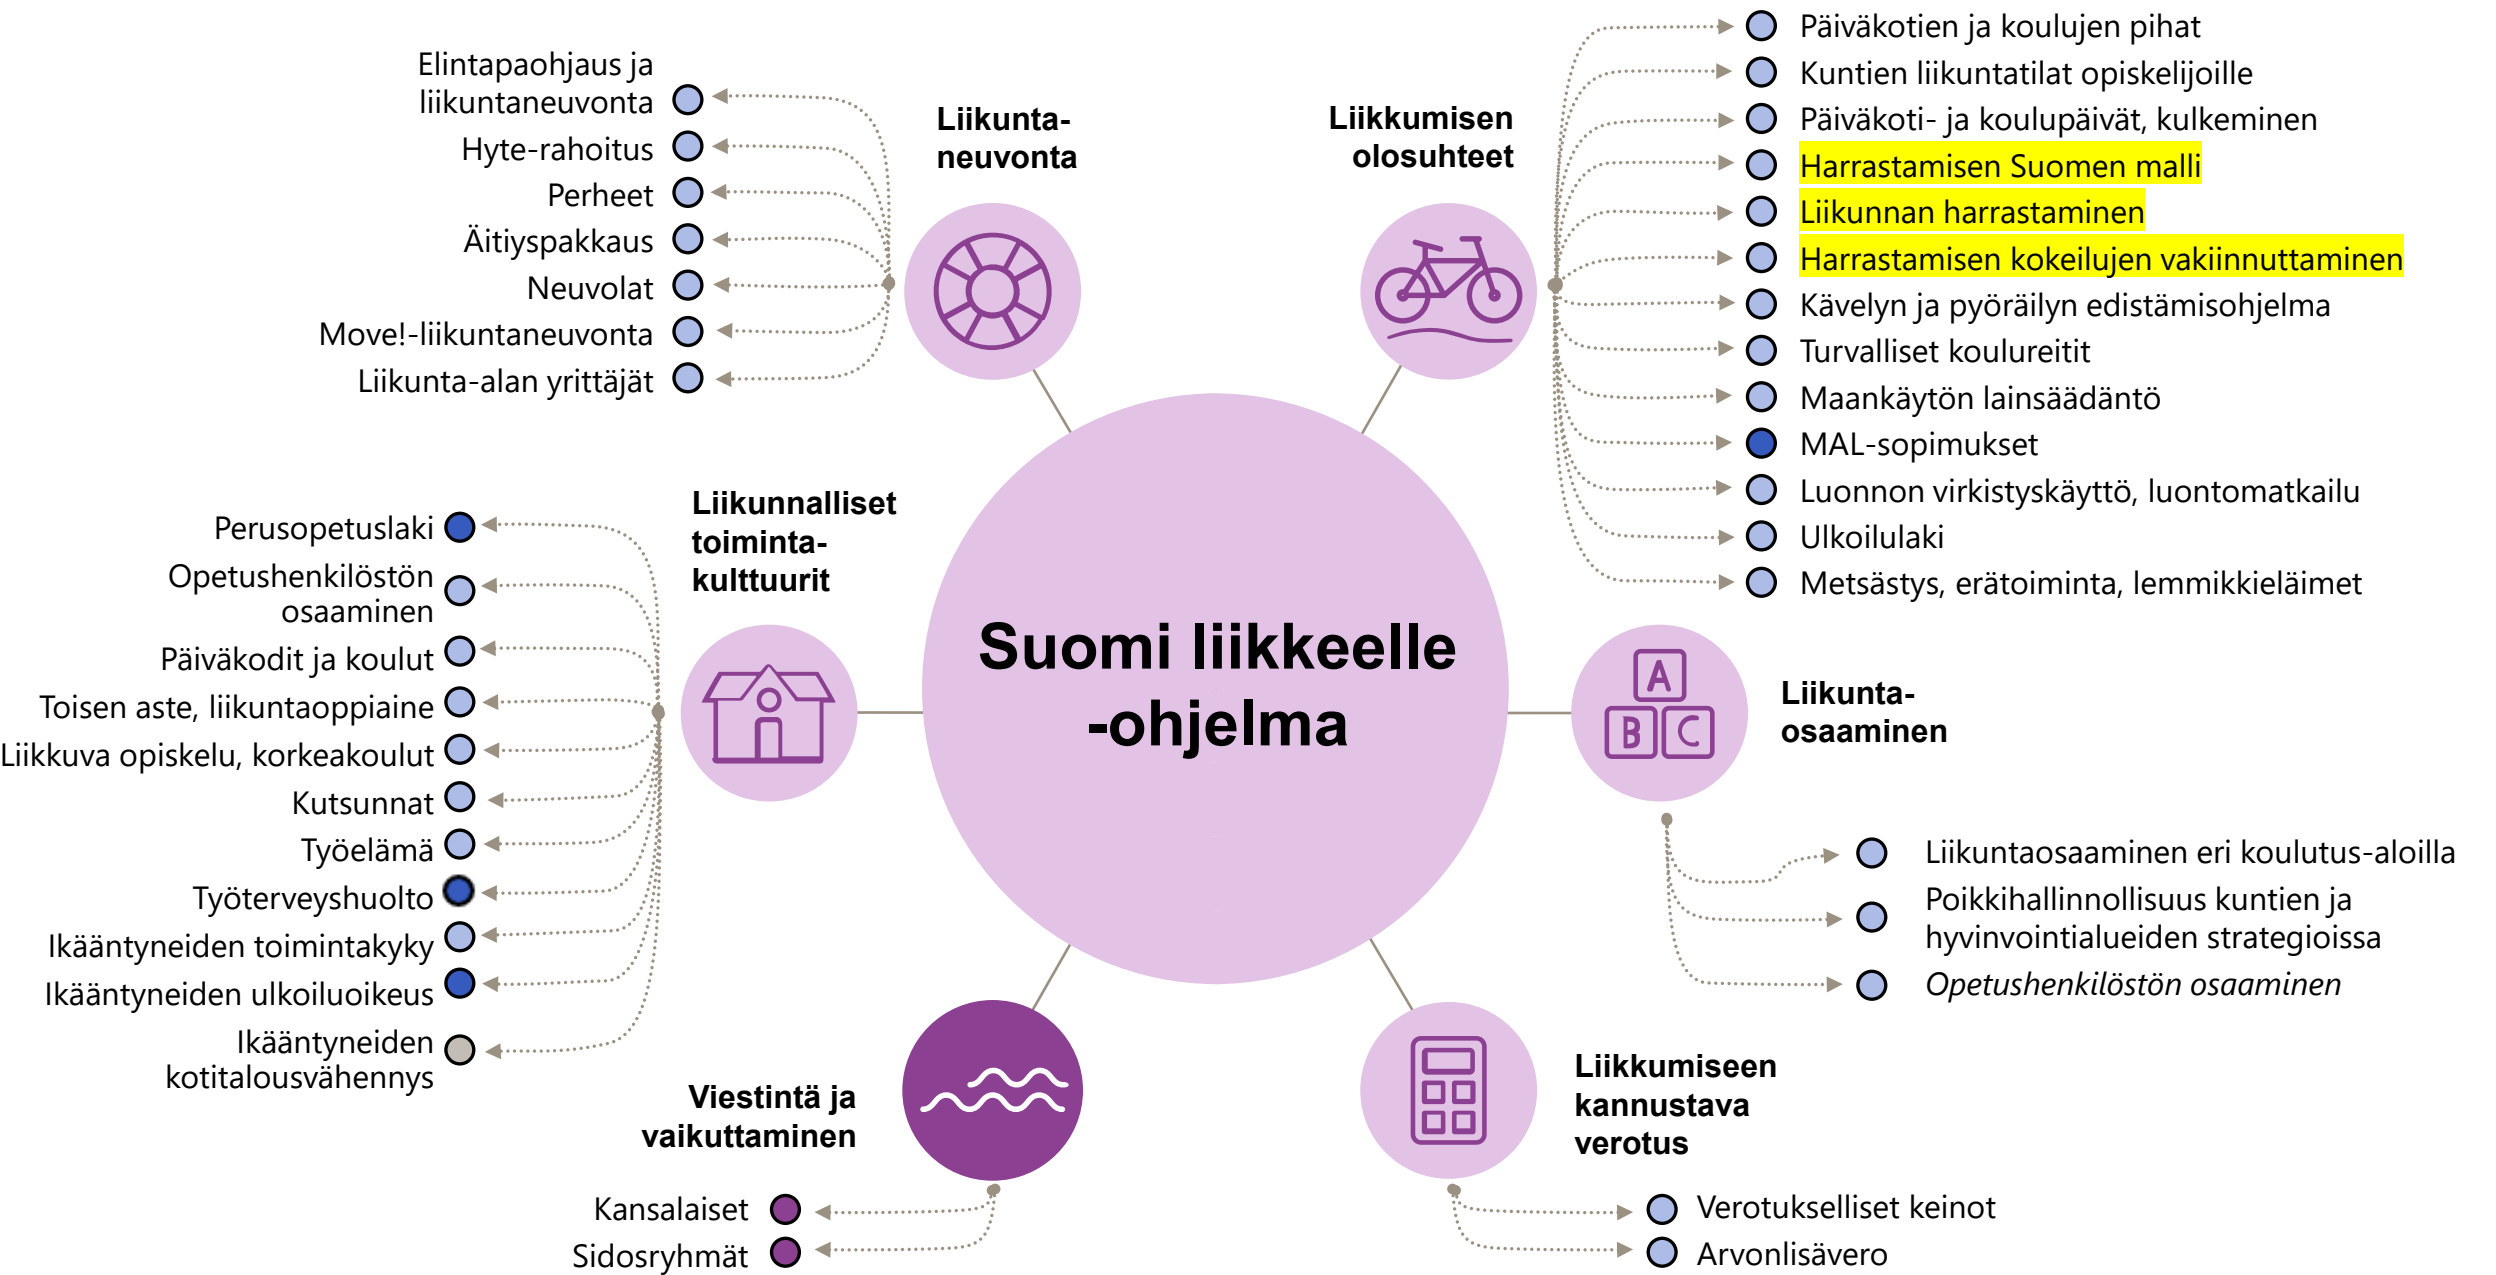 Elintapaohjaus ja
liikuntaneuvonta
Hyte-rahoitus
Perheet
Äitiyspakkaus
Neuvolat
Move!-liikuntaneuvonta
Liikunta-alan yrittäjät
Liikunta-
neuvonta
Liikkumisen
olosuhteet
Päiväkotien ja koulujen pihat
Kuntien liikuntatilat opiskelijoille
Päiväkoti- ja koulupäivät, kulkeminen
Harrastamisen Suomen malli
Liikunnan harrastaminen
Harrastamisen kokeilujen vakiinnuttaminen
Kävelyn ja pyöräilyn edistämisohjelma
Turvalliset koulureitit
Maankäytön lainsäädäntö
MAL-sopimukset
Luonnon virkistyskäyttö, luontomatkailu
Ulkoilulaki
Metsästys, erätoiminta, lemmikkieläimet
Liikunnalliset
toiminta-
kulttuurit
Perusopetuslaki
Opetushenkilöstön
osaaminen
Päiväkodit ja koulut
Toisen aste, liikuntaoppiaine
Liikkuva opiskelu, korkeakoulut
Kutsunnat
Työelämä
Työterveyshuolto
Ikääntyneiden toimintakyky
Ikääntyneiden ulkoiluoikeus
Ikääntyneiden
kotitalousvähennys
Suomi liikkeelle
-ohjelma
A
B C
Liikunta-
osaaminen
Liikuntaosaaminen eri koulutus-aloilla
Poikkihallinnollisuus kuntien ja
hyvinvointialueiden strategioissa
Opetushenkilöstön osaaminen
Viestintä ja
vaikuttaminen
Kansalaiset
Sidosryhmät
Liikkumiseen
kannustava
verotus
Verotukselliset keinot
Arvonlisävero